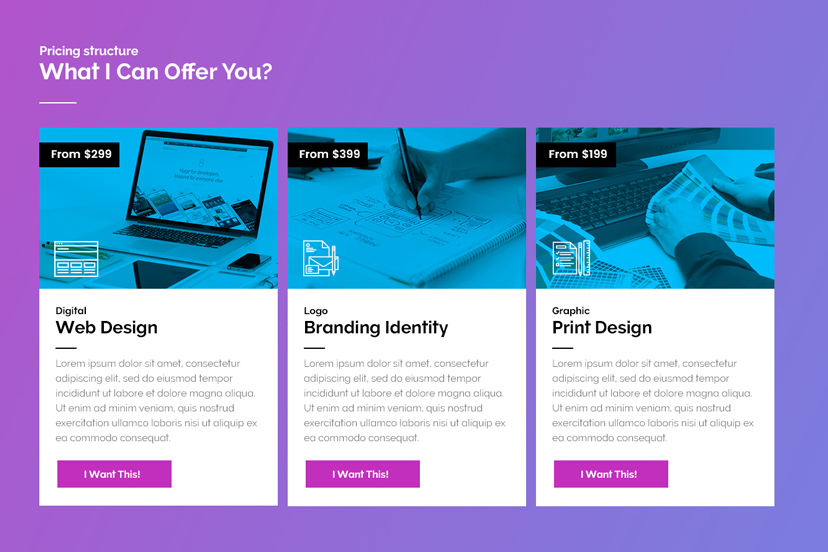 Pricing structure
What I Can Offer You?
From $299
Huge for developers.
Massive for everyone else.
Digital
Web Design
Lorem ipsum dolor sit amet, consectetur
adipiscing elit, sed do eiusmod tempor
incididunt ut labore et dolore magna aliqua.
Ut enim ad minim veniam, quis nostrud
exercitation ullamco laboris nisi ut aliquip ex
ea commodo consequat.
I Want This!
From $399
Logo
Branding Identity
Lorem ipsum dolor sit amet, consectetur
adipiscing elit, sed do eiusmod tempor
incididunt ut labore et dolore magna aliqua.
Ut enim ad minim veniam, quis nostrud
exercitation ullamco laboris nisi ut aliquip ex
ea commodo consequat.
I Want This!
From $199
Graphic
Print Design
Lorem ipsum dolor sit amet, consectetur
adipiscing elit, sed do eiusmod tempor
incididunt ut labore et dolore magna aliqua.
Ut enim ad minim veniam, quis nostrud
exercitation ullamco laboris nisi ut aliquip ex
ea commodo consequat.
I Want This!